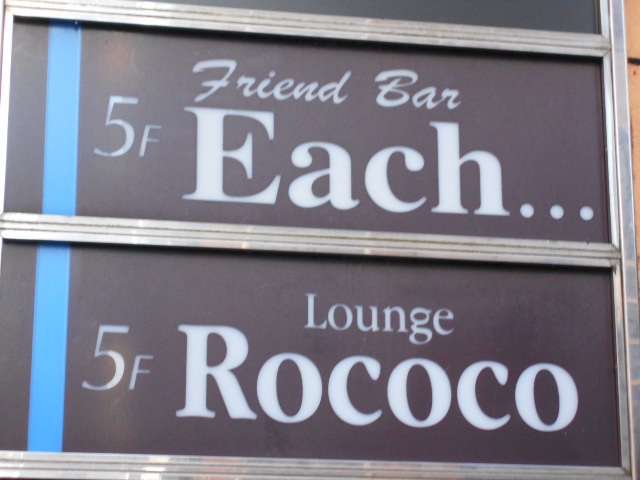 Friend Bar
5F Each...
Lounge
5F Rococo